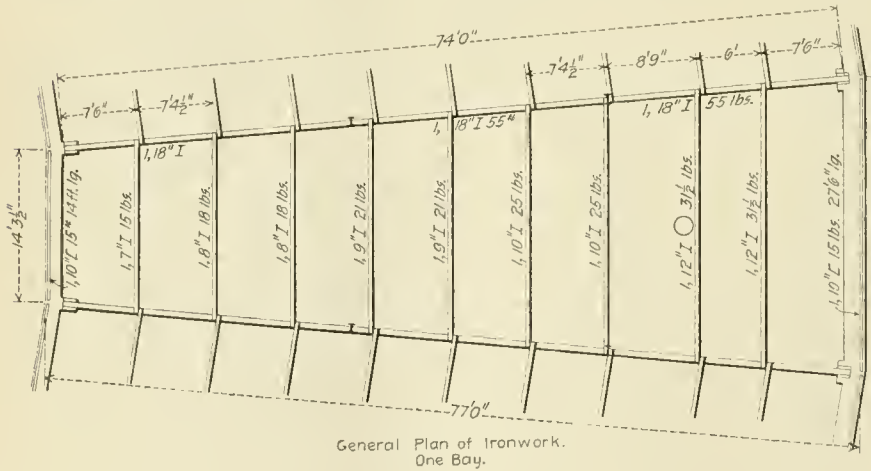 74'0"
7'6"
7'4½"
7'4½"
8'9"
6'
7'6"
1, 18" I
1, 18" I 55"
1, 18" I 55 lbs.
14'3½"
1, 10" I 15" 14 ft. lg.
1, 7" I 15 lbs.
1, 8" I 18 lbs.
1, 8" I 18 lbs.
1, 9" I 21 lbs.
1, 9" I 21 lbs.
1, 10" I 25 lbs.
1, 10" I 25 lbs.
1, 12" I 31½ lbs.
1, 12" I 31½ lbs.
1, 10" I 15 lbs. 27'6" lg.
77'0"
General Plan of Ironwork.
One Bay.